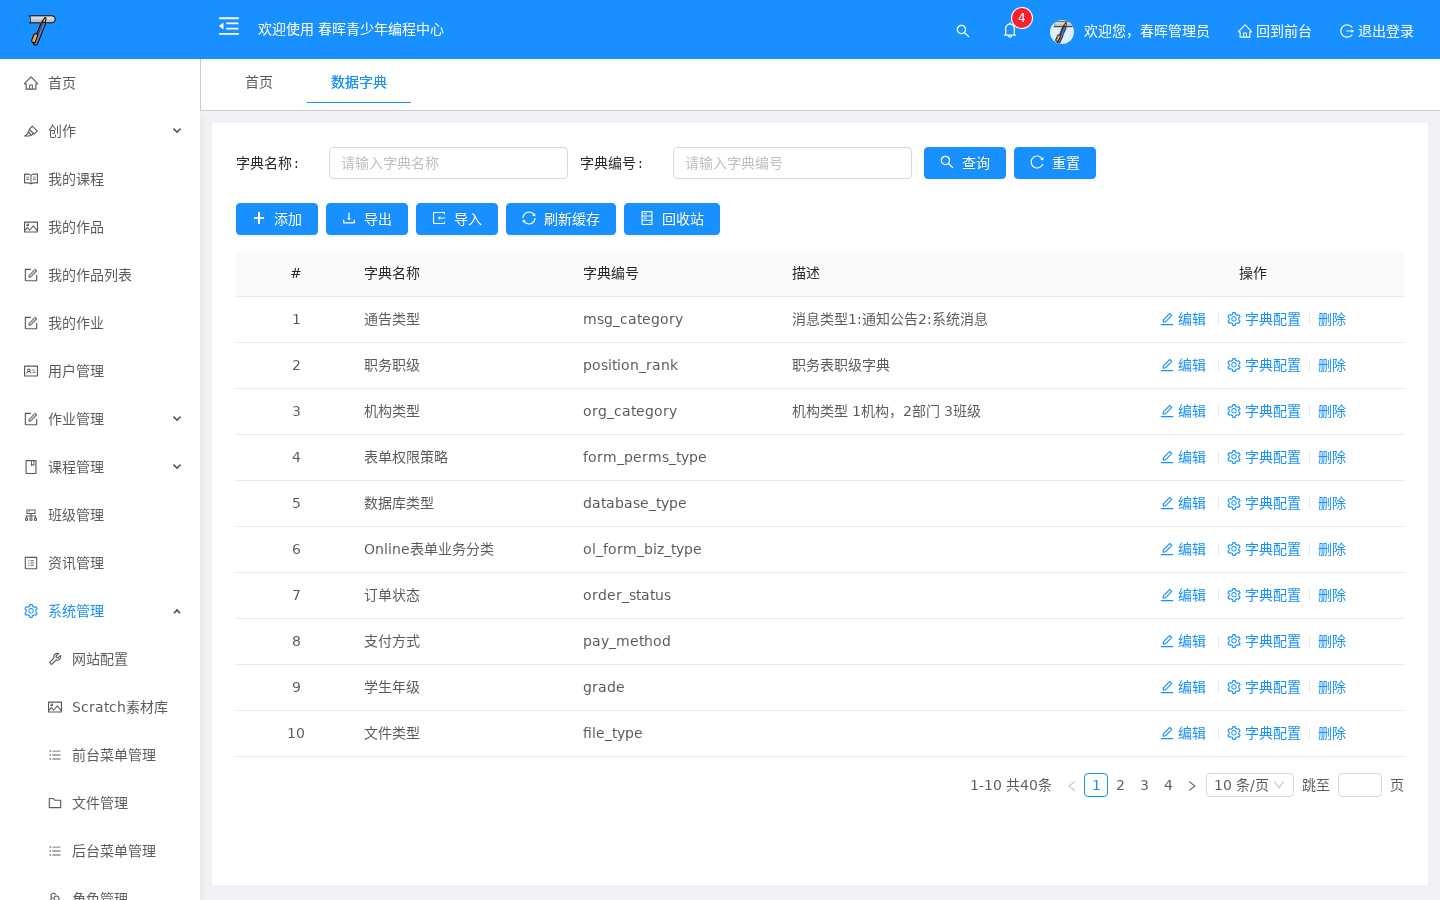 欢迎使用 春晖青少年编程中心
4
欢迎您，春晖管理员
回到前台
退出登录
首页
创作
我的课程
我的作品
我的作品列表
我的作业
用户管理
作业管理
课程管理
班级管理
资讯管理
系统管理
网站配置
Scratch素材库
前台菜单管理
文件管理
后台菜单管理
角色管理
首页 数据字典
字典名称： 请输入字典名称 字典编号： 请输入字典编号 查询 重置
添加 导出 导入 刷新缓存 回收站
# 字典名称 字典编号 描述 操作
1 通告类型 msg_category 消息类型1:通知公告2:系统消息 编辑 字典配置 删除
2 职务职级 position_rank 职务表职级字典 编辑 字典配置 删除
3 机构类型 org_category 机构类型 1机构，2部门 3班级 编辑 字典配置 删除
4 表单权限策略 form_perms_type 编辑 字典配置 删除
5 数据库类型 database_type 编辑 字典配置 删除
6 Online表单业务分类 ol_form_biz_type 编辑 字典配置 删除
7 订单状态 order_status 编辑 字典配置 删除
8 支付方式 pay_method 编辑 字典配置 删除
9 学生年级 grade 编辑 字典配置 删除
10 文件类型 file_type 编辑 字典配置 删除
1-10 共40条 1 2 3 4 10 条/页 跳至 页